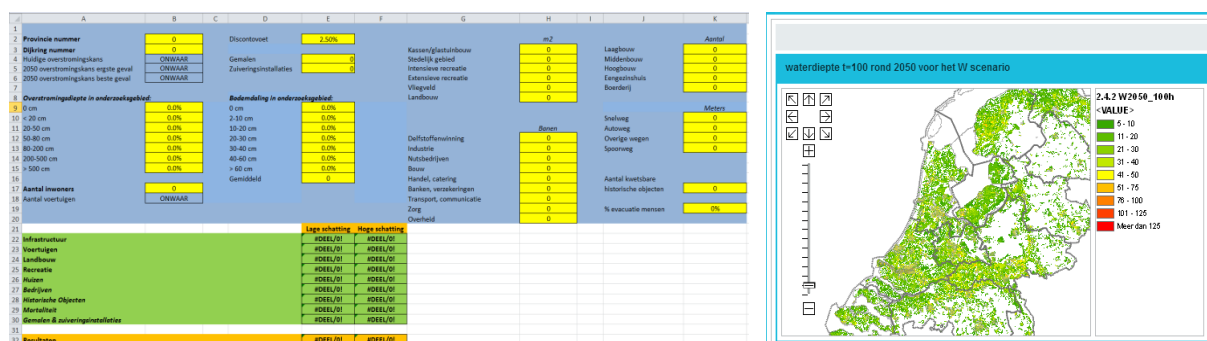 A B C D E F G H I J K
1
2 Provincie nummer 0 Discontovoet 2.50% m2 Aantal
3 Dijkring nummer 0 Kassen/glastuinbouw 0 Laagbouw 0
4 Huidige overstromingskans ONWAAR Gemalen 0 Stedelijk gebied 0 Middenbouw 0
5 2050 overstromingskans ergste geval ONWAAR Zuiveringsinstallaties 0 Intensieve recreatie 0 Hoogbouw 0
6 2050 overstromingskans beste geval ONWAAR Extensieve recreatie 0 Eengezinshuis 0
7 Vliegveld 0 Boerderij 0
8 Overstromingsdiepte in onderzoeksgebied: Bodemdaling in onderzoeksgebied: Landbouw 0
9 0 cm 0.0% 0 cm 0.0% Meters
10 < 20 cm 0.0% 2-10 cm 0.0% Snelweg 0
11 20-50 cm 0.0% 10-20 cm 0.0% Banen Autoweg 0
12 50-80 cm 0.0% 20-30 cm 0.0% Delfstoffenwinning 0 Overige wegen 0
13 80-200 cm 0.0% 30-40 cm 0.0% Industrie 0 Spoorweg 0
14 200-500 cm 0.0% 40-60 cm 0.0% Nutsbedrijven 0
15 > 500 cm 0.0% > 60 cm 0.0% Bouw 0
16 Gemiddeld 0 Handel, catering 0 Aantal kwetsbare
17 Aantal inwoners 0 Banken, verzekeringen 0 historische objecten 0
18 Aantal voertuigen ONWAAR Transport, communicatie 0
19 Zorg 0 % evacuatie mensen 0%
20 Overheid 0
21 Lage schatting Hoge schatting
22 Infrastructuur #DEEL/0! #DEEL/0!
23 Voertuigen #DEEL/0! #DEEL/0!
24 Landbouw #DEEL/0! #DEEL/0!
25 Recreatie #DEEL/0! #DEEL/0!
26 Huizen #DEEL/0! #DEEL/0!
27 Bedrijven #DEEL/0! #DEEL/0!
28 Historische Objecten #DEEL/0! #DEEL/0!
29 Mortaliteit #DEEL/0! #DEEL/0!
30 Gemalen & zuiveringsinstallaties #DEEL/0! #DEEL/0!
31
32 Resultaten #DEEL/0! #DEEL/0!
waterdiepte t=100 rond 2050 voor het W scenario
2.4.2 W2050_100h
<VALUE>
5 - 10
11 - 20
21 - 30
31 - 40
41 - 50
51 - 75
76 - 100
101 - 125
Meer dan 125